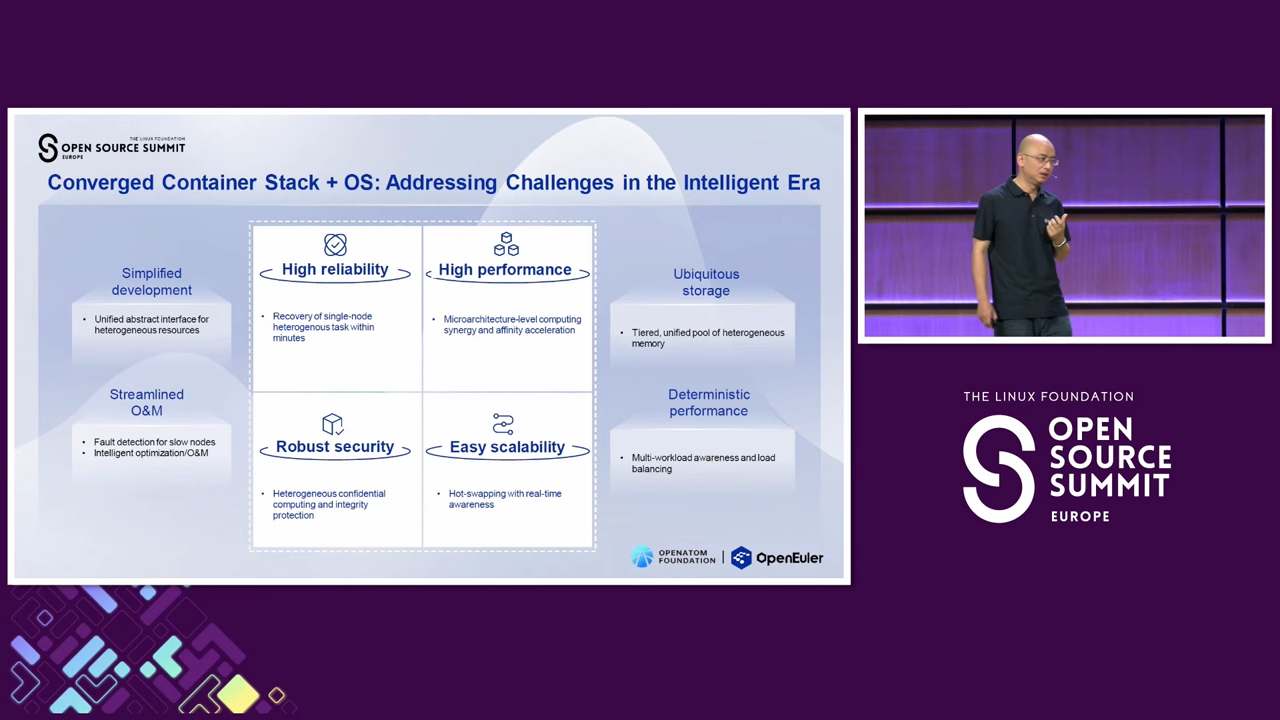 THE LINUX FOUNDATION
OPEN SOURCE SUMMIT
EUROPE
Converged Container Stack + OS: Addressing Challenges in the Intelligent Era
Simplified
development
• Unified abstract interface for
heterogeneous resources
Streamlined
O&M
• Fault detection for slow nodes
• Intelligent optimization/O&M
High reliability
• Recovery of single-node
heterogenous task within
minutes
High performance
• Microarchitecture-level computing
synergy and affinity acceleration
Robust security
• Heterogeneous confidential
computing and integrity
protection
Easy scalability
• Hot-swapping with real-time
awareness
Ubiquitous
storage
• Tiered, unified pool of heterogeneous
memory
Deterministic
performance
• Multi-workload awareness and load
balancing
OPENATOM
FOUNDATION
OpenEuler
THE LINUX FOUNDATION
OPEN
SOURCE
SUMMIT
EUROPE